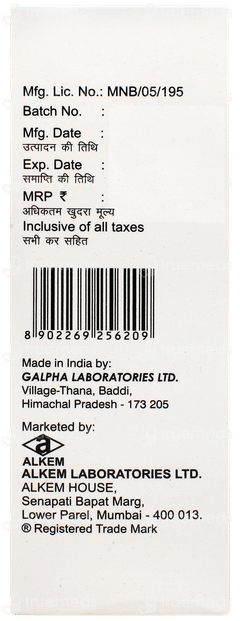 Mfg. Lic. No.: MNB/05/195
Batch No. :
Mfg. Date :
उत्पादन की तिथि
Exp. Date :
समाप्ति की तिथि
MRP ₹ :
अधिकतम खुदरा मूल्य
Inclusive of all taxes
सभी कर सहित
8 902269 256209
Made in India by:
GALPHA LABORATORIES LTD.
Village-Thana, Baddi,
Himachal Pradesh - 173 205
Marketed by:
a
ALKEM
ALKEM LABORATORIES LTD.
ALKEM HOUSE,
Senapati Bapat Marg,
Lower Parel, Mumbai - 400 013.
® Registered Trade Mark